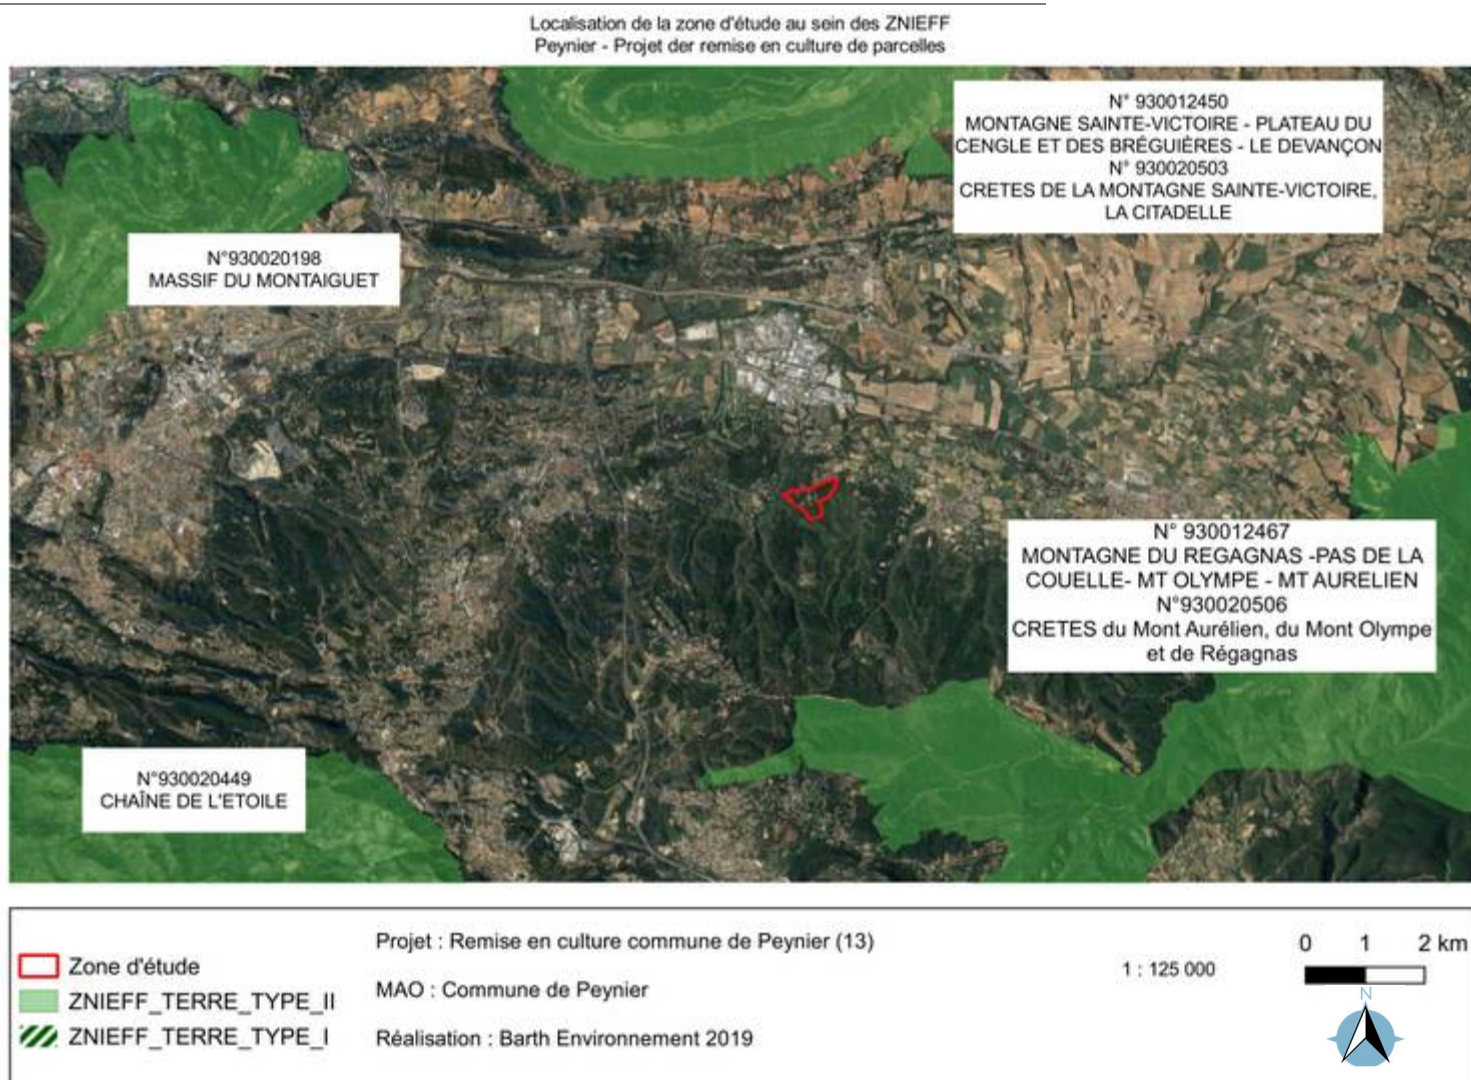 Localisation de la zone d'étude au sein des ZNIEFF
Peynier - Projet der remise en culture de parcelles
N° 930012450
MONTAGNE SAINTE-VICTOIRE - PLATEAU DU
CENGLE ET DES BRÉGUIÈRES - LE DEVANÇON
N° 930020503
CRETES DE LA MONTAGNE SAINTE-VICTOIRE,
LA CITADELLE
N°930020198
MASSIF DU MONTAIGUET
N° 930012467
MONTAGNE DU REGAGNAS -PAS DE LA
COUELLE- MT OLYMPE - MT AURELIEN
N°930020506
CRETES du Mont Aurélien, du Mont Olympe
et de Régagnas
N°930020449
CHAÎNE DE L'ETOILE
Zone d'étude
ZNIEFF_TERRE_TYPE_II
ZNIEFF_TERRE_TYPE_I
Projet : Remise en culture commune de Peynier (13)
MAO : Commune de Peynier
Réalisation : Barth Environnement 2019
1 : 125 000
0 1 2 km
N